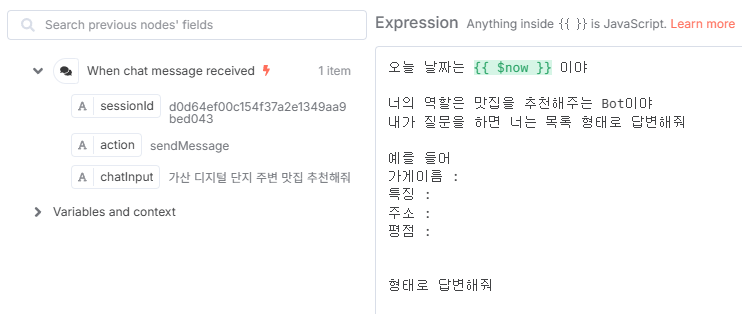 Search previous nodes' fields
When chat message received 1 item
A sessionId d0d64ef00c154f37a2e1349aa9
bed043
A action sendMessage
A chatInput 가산 디지털 단지 주변 맛집 추천해줘
Variables and context
Expression Anything inside {{ }} is JavaScript. Learn more
오늘 날짜는 {{ $now }} 이야
너의 역할은 맛집을 추천해주는 Bot이야
내가 질문을 하면 너는 목록 형태로 답변해줘
예를 들어
가게이름 :
특징 :
주소 :
평점 :
형태로 답변해줘